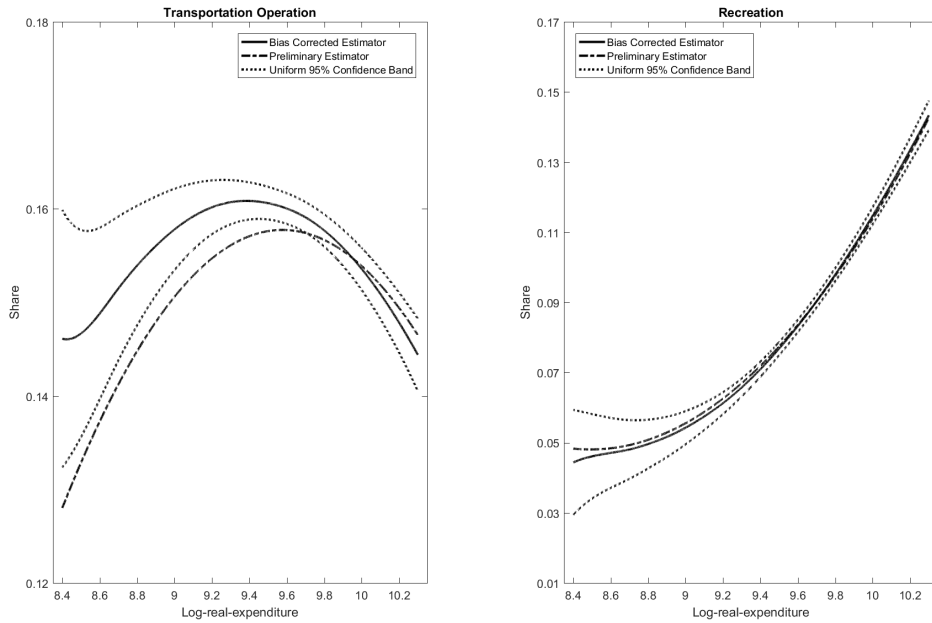 Transportation Operation
0.18
0.16
0.14
0.12
Share
Bias Corrected Estimator
Preliminary Estimator
Uniform 95% Confidence Band
8.4 8.6 8.8 9 9.2 9.4 9.6 9.8 10 10.2
Log-real-expenditure
Recreation
0.17
0.15
0.13
0.11
0.09
0.07
0.05
0.03
0.01
Share
Bias Corrected Estimator
Preliminary Estimator
Uniform 95% Confidence Band
8.4 8.6 8.8 9 9.2 9.4 9.6 9.8 10 10.2
Log-real-expenditure